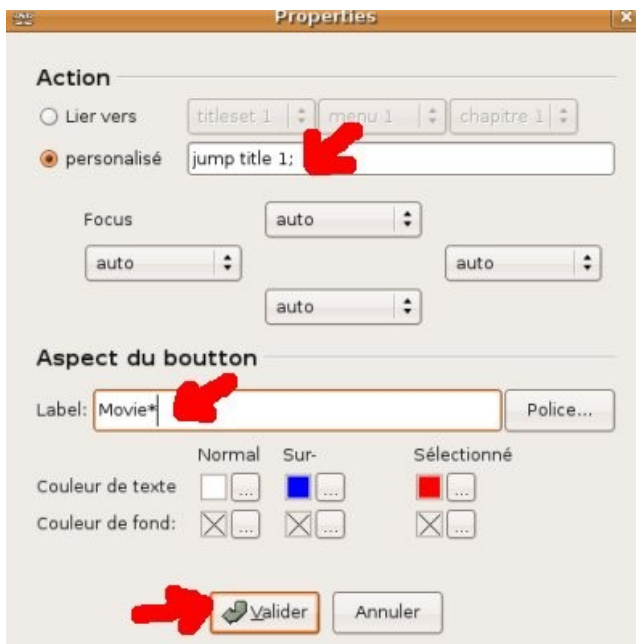 Properties
Action
Lier vers titleset 1 menu 1 chapitre 1
personalisé jump title 1;
Focus auto
auto auto
auto
Aspect du boutton
Label: Movie* Police...
Normal Sur- Sélectionné
Couleur de texte ... ... ...
Couleur de fond: ... ... ...
Valider Annuler